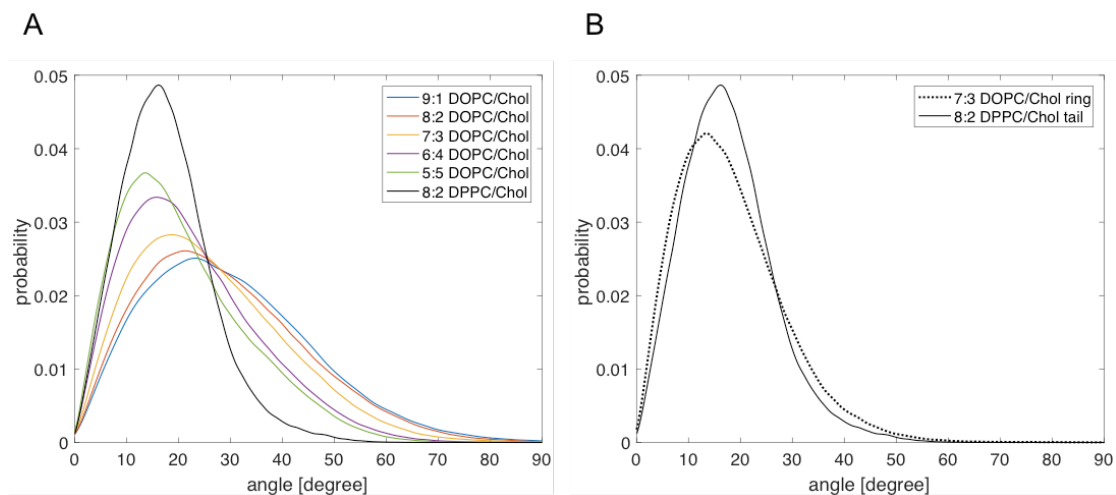 A
B
0.05
0.04
0.03
0.02
0.01
0
probability
0 10 20 30 40 50 60 70 80 90
angle [degree]
9:1 DOPC/Chol
8:2 DOPC/Chol
7:3 DOPC/Chol
6:4 DOPC/Chol
5:5 DOPC/Chol
8:2 DPPC/Chol
0.05
0.04
0.03
0.02
0.01
0
probability
0 10 20 30 40 50 60 70 80 90
angle [degree]
7:3 DOPC/Chol ring
8:2 DPPC/Chol tail